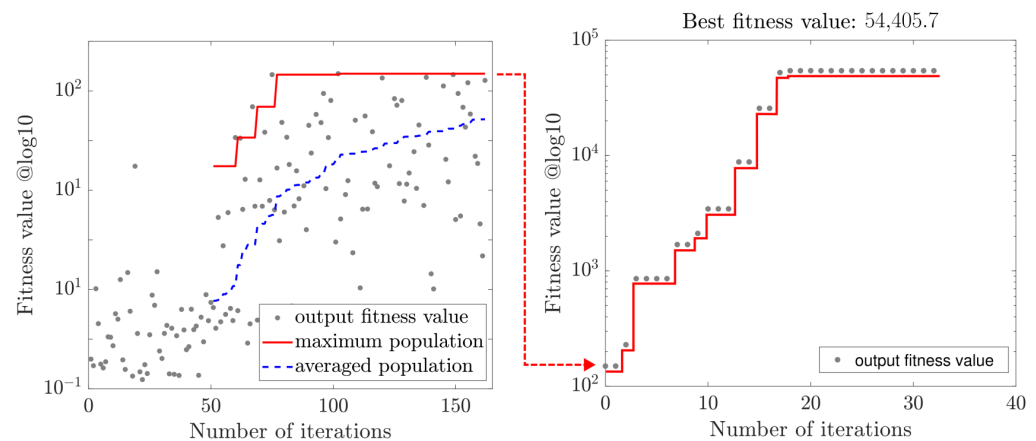 Best fitness value: 54,405.7
Fitness value @log10
10^2
10^1
10^1
10^-1
0
50
100
150
Number of iterations
output fitness value
maximum population
averaged population
Fitness value @log10
10^5
10^4
10^3
10^2
0
10
20
30
40
Number of iterations
output fitness value